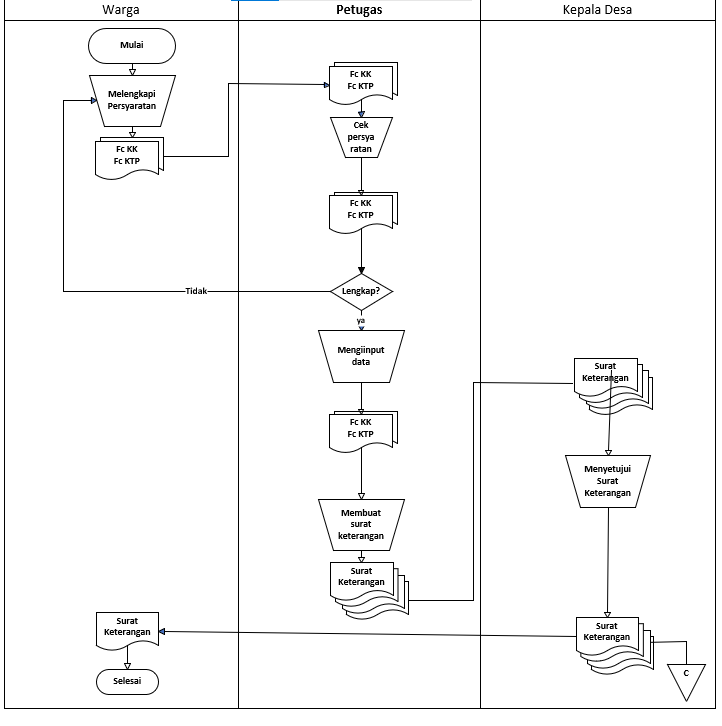 Warga
Petugas
Kepala Desa
Mulai
Melengkapi
Persyaratan
Fc KK
Fc KTP
Fc KK
Fc KTP
Cek
persya
ratan
Fc KK
Fc KTP
Lengkap?
Tidak
ya
Mengiinput
data
Fc KK
Fc KTP
Membuat
surat
keterangan
Surat
Keterangan
Surat
Keterangan
Menyetujui
Surat
Keterangan
Surat
Keterangan
C
Surat
Keterangan
Selesai